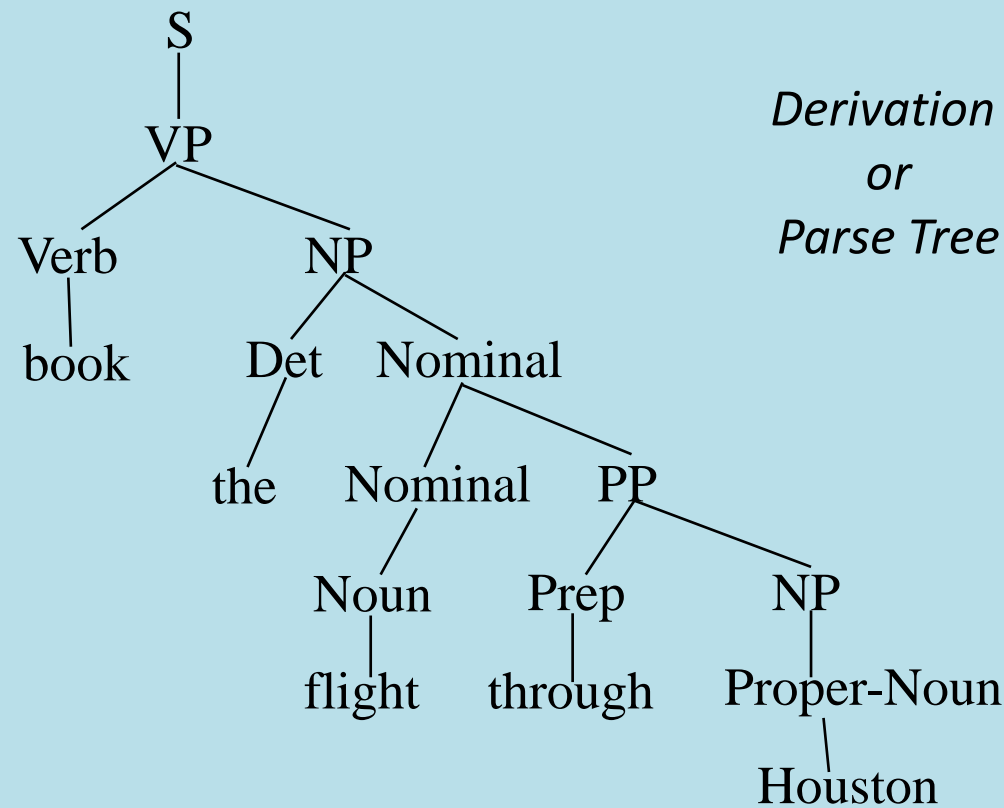 S
Derivation
VP
or
Parse Tree
Verb NP
book Det Nominal
the Nominal PP
Noun Prep NP
flight through Proper-Noun
Houston